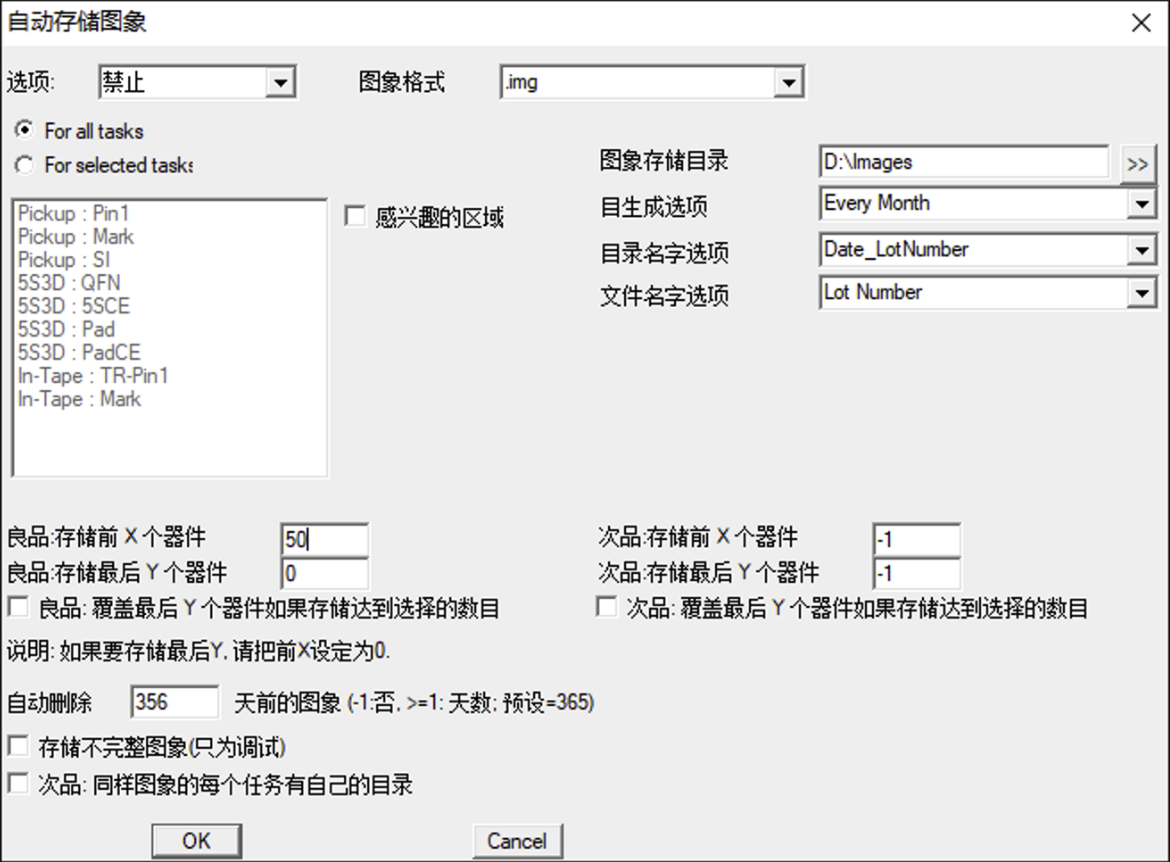 自动存储图象
选项: 禁止 图象格式 .img
For all tasks
For selected tasks
图象存储目录 D:\Images >>
目生成选项 Every Month
目录名字选项 Date_LotNumber
文件名字选项 Lot Number
Pickup : Pin1
Pickup : Mark
Pickup : SI
5S3D : QFN
5S3D : 5SCE
5S3D : Pad
5S3D : PadCE
In-Tape : TR-Pin1
In-Tape : Mark
感兴趣的区域
良品:存储前 X 个器件 50 次品:存储前 X 个器件 -1
良品:存储最后 Y 个器件 0 次品:存储最后 Y 个器件 -1
良品: 覆盖最后 Y 个器件如果存储达到选择的数目 次品: 覆盖最后 Y 个器件如果存储达到选择的数目
说明: 如果要存储最后Y, 请把前X设定为0.
自动删除 356 天前的图象 (-1:否, >=1: 天数; 预设=365)
存储不完整图象(只为调试)
次品: 同样图象的每个任务有自己的目录
OK Cancel